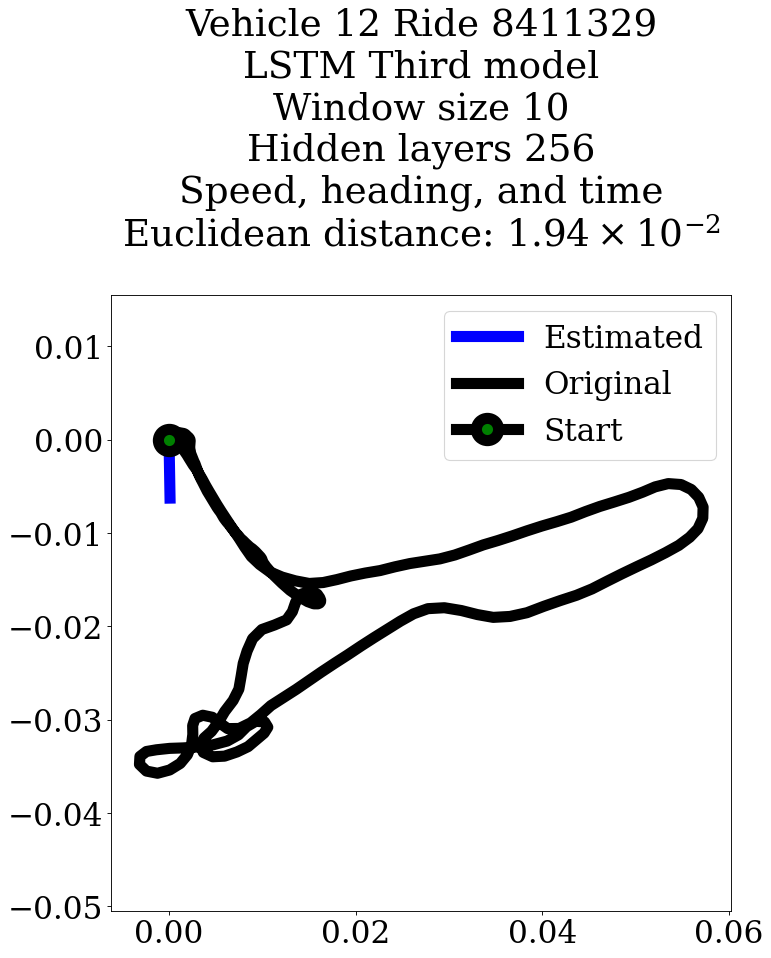 Vehicle 12 Ride 8411329
LSTM Third model
Window size 10
Hidden layers 256
Speed, heading, and time
Euclidean distance: 1.94 × 10⁻²
Estimated
Original
Start
0.01
0.00
−0.01
−0.02
−0.03
−0.04
−0.05
0.00 0.02 0.04 0.06